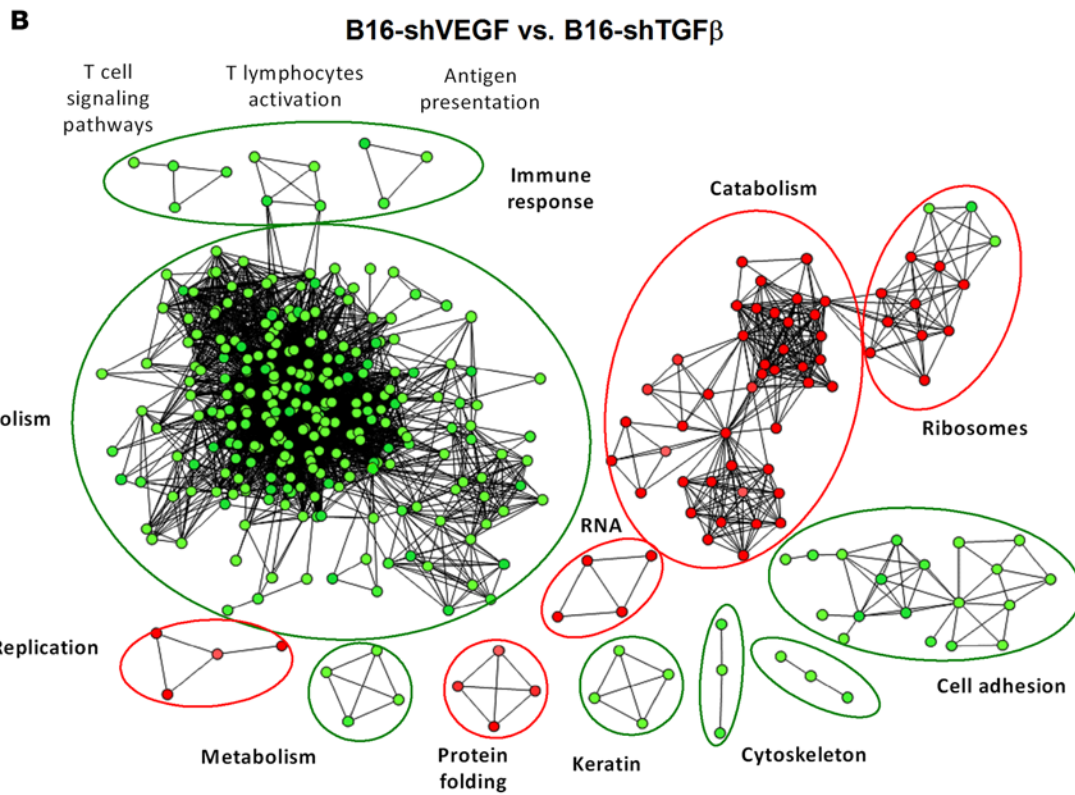 B
B16-shVEGF vs. B16-shTGFβ
T cell
signaling
pathways
T lymphocytes
activation
Antigen
presentation
Immune
response
Catabolism
Ribosomes
olism
RNA
Replication
Cell adhesion
Metabolism
Protein
folding
Keratin
Cytoskeleton